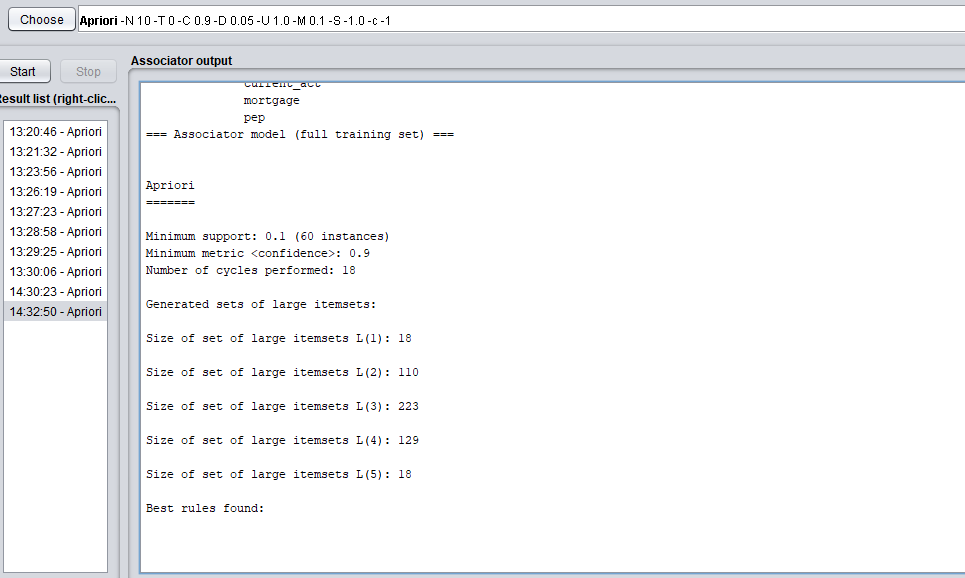 Choose
Apriori -N 10 -T 0 -C 0.9 -D 0.05 -U 1.0 -M 0.1 -S -1.0 -c -1
Start
Stop
Associator output
Result list (right-clic...
13:20:46 - Apriori
13:21:32 - Apriori
13:23:56 - Apriori
13:26:19 - Apriori
13:27:23 - Apriori
13:28:58 - Apriori
13:29:25 - Apriori
13:30:06 - Apriori
14:30:23 - Apriori
14:32:50 - Apriori
current_act
mortgage
pep
=== Associator model (full training set) ===
Apriori
=======
Minimum support: 0.1 (60 instances)
Minimum metric <confidence>: 0.9
Number of cycles performed: 18
Generated sets of large itemsets:
Size of set of large itemsets L(1): 18
Size of set of large itemsets L(2): 110
Size of set of large itemsets L(3): 223
Size of set of large itemsets L(4): 129
Size of set of large itemsets L(5): 18
Best rules found: